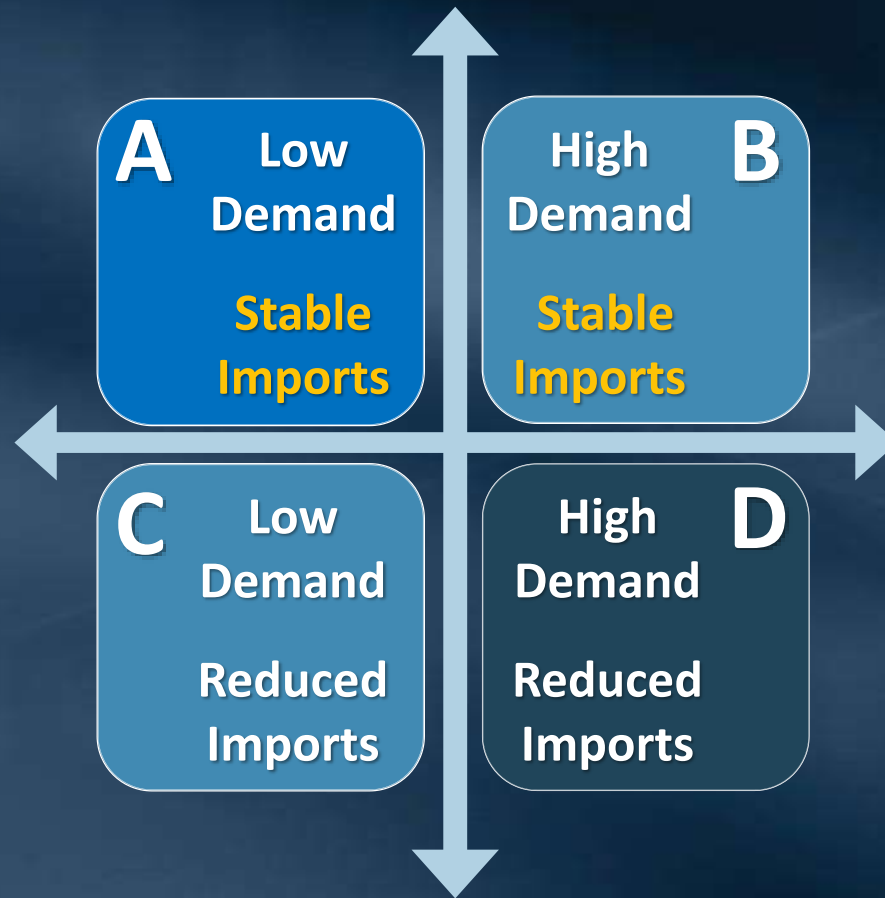 A
Low
Demand
Stable
Imports
High
Demand
Stable
Imports
B
C
Low
Demand
Reduced
Imports
High
Demand
Reduced
Imports
D